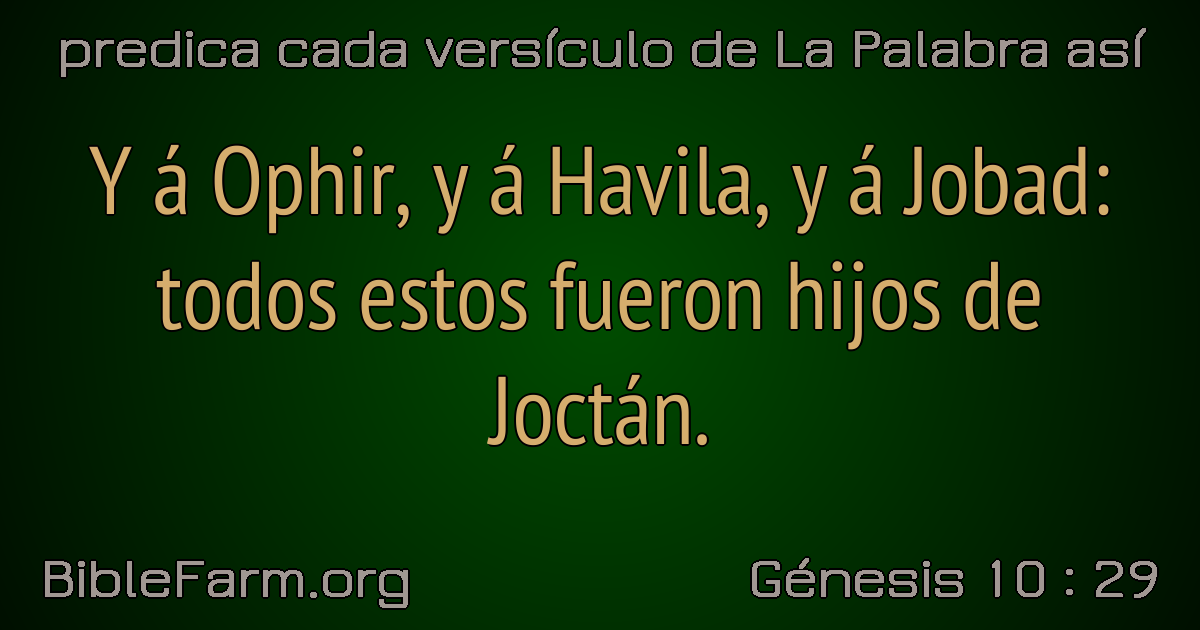 predica cada versículo de La Palabra así
Y á Ophir, y á Havila, y á Jobad:
todos estos fueron hijos de
Joctán.
BibleFarm.org
Génesis 10 : 29